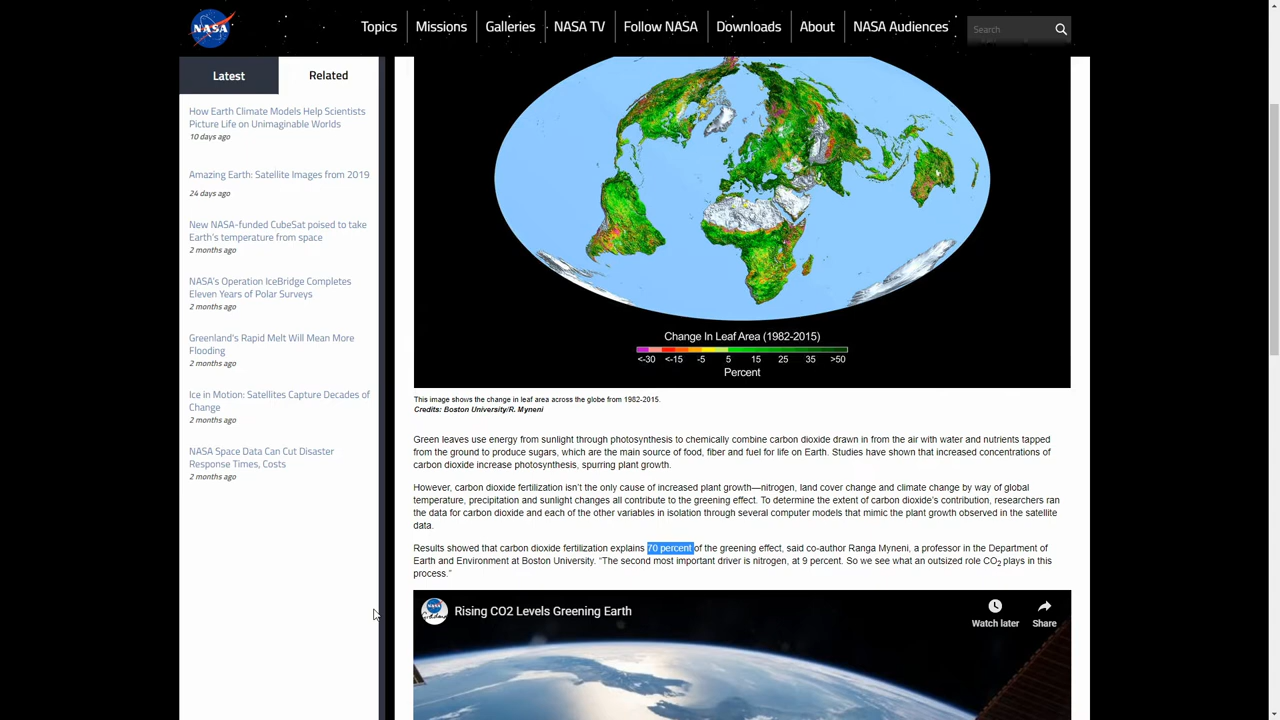 NASA
Topics
Missions
Galleries
NASA TV
Follow NASA
Downloads
About
NASA Audiences
Search
Latest
Related
How Earth Climate Models Help Scientists
Picture Life on Unimaginable Worlds
10 days ago
Amazing Earth: Satellite Images from 2019
24 days ago
New NASA-funded CubeSat poised to take
Earth's temperature from space
2 months ago
NASA's Operation IceBridge Completes
Eleven Years of Polar Surveys
2 months ago
Greenland's Rapid Melt Will Mean More
Flooding
2 months ago
Ice in Motion: Satellites Capture Decades of
Change
2 months ago
NASA Space Data Can Cut Disaster
Response Times, Costs
2 months ago
Change In Leaf Area (1982-2015)
<-30 <-15 -5 5 15 25 35 >50
Percent
This image shows the change in leaf area across the globe from 1982-2015.
Credits: Boston University/R. Myneni
Green leaves use energy from sunlight through photosynthesis to chemically combine carbon dioxide drawn in from the air with water and nutrients tapped
from the ground to produce sugars, which are the main source of food, fiber and fuel for life on Earth. Studies have shown that increased concentrations of
carbon dioxide increase photosynthesis, spurring plant growth.
However, carbon dioxide fertilization isn't the only cause of increased plant growth—nitrogen, land cover change and climate change by way of global
temperature, precipitation and sunlight changes all contribute to the greening effect. To determine the extent of carbon dioxide's contribution, researchers ran
the data for carbon dioxide and each of the other variables in isolation through several computer models that mimic the plant growth observed in the satellite
data.
Results showed that carbon dioxide fertilization explains 70 percent of the greening effect, said co-author Ranga Myneni, a professor in the Department of
Earth and Environment at Boston University. “The second most important driver is nitrogen, at 9 percent. So we see what an outsized role CO2 plays in this
process.”
Rising CO2 Levels Greening Earth
Watch later
Share